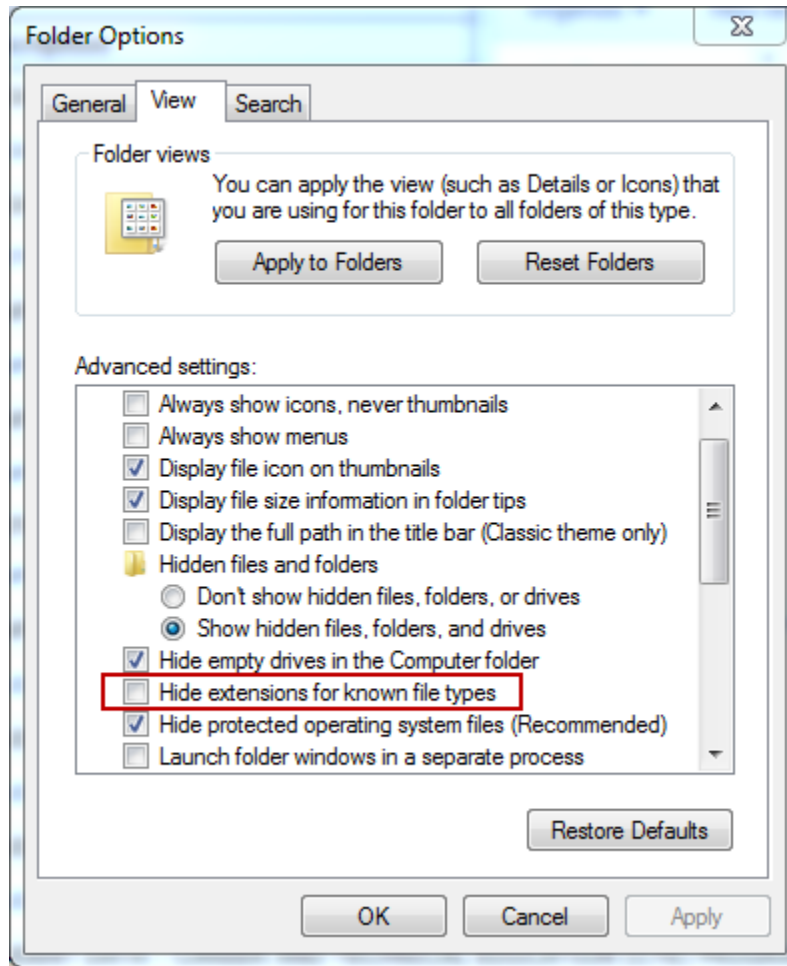 Folder Options
General
View
Search
Folder views
You can apply the view (such as Details or Icons) that
you are using for this folder to all folders of this type.
Apply to Folders
Reset Folders
Advanced settings:
Always show icons, never thumbnails
Always show menus
Display file icon on thumbnails
Display file size information in folder tips
Display the full path in the title bar (Classic theme only)
Hidden files and folders
Don't show hidden files, folders, or drives
Show hidden files, folders, and drives
Hide empty drives in the Computer folder
Hide extensions for known file types
Hide protected operating system files (Recommended)
Launch folder windows in a separate process
Restore Defaults
OK
Cancel
Apply